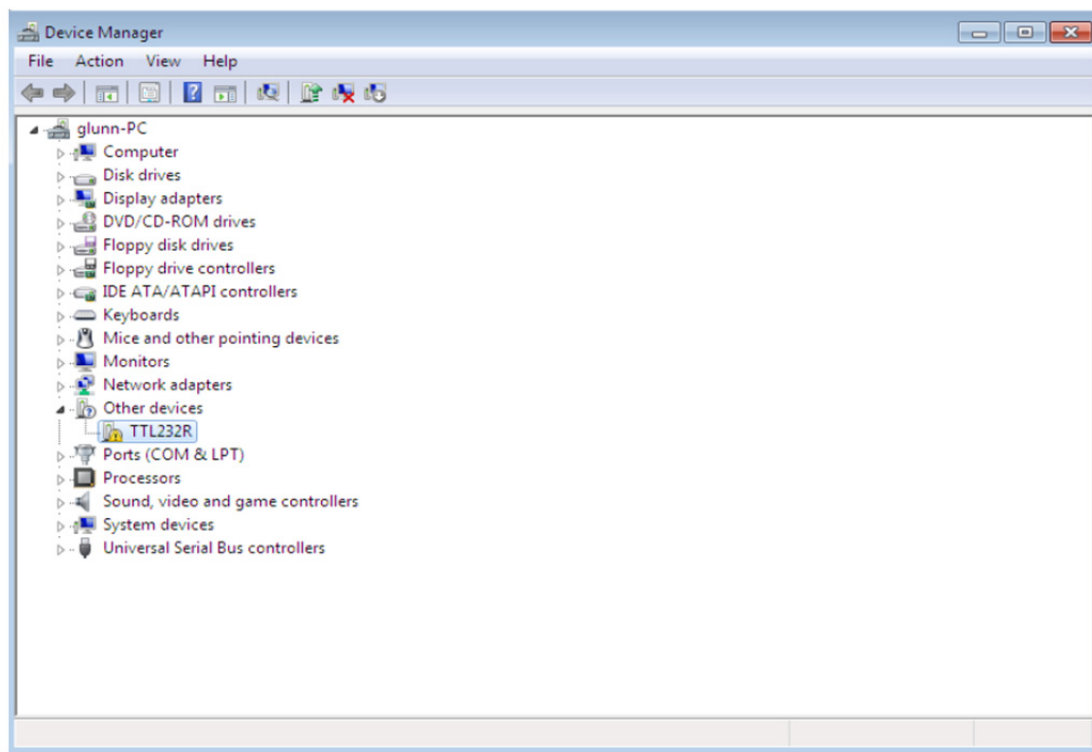 Device Manager
File Action View Help
glunn-PC
Computer
Disk drives
Display adapters
DVD/CD-ROM drives
Floppy disk drives
Floppy drive controllers
IDE ATA/ATAPI controllers
Keyboards
Mice and other pointing devices
Monitors
Network adapters
Other devices
TTL232R
Ports (COM & LPT)
Processors
Sound, video and game controllers
System devices
Universal Serial Bus controllers